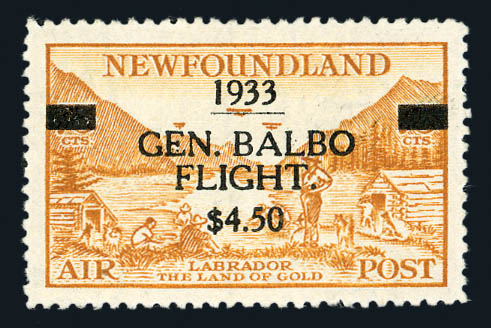 NEWFOUNDLAND
1933
CTS. CTS.
GEN. BALBO
FLIGHT.
$4.50
AIR LABRADOR POST
THE LAND OF GOLD